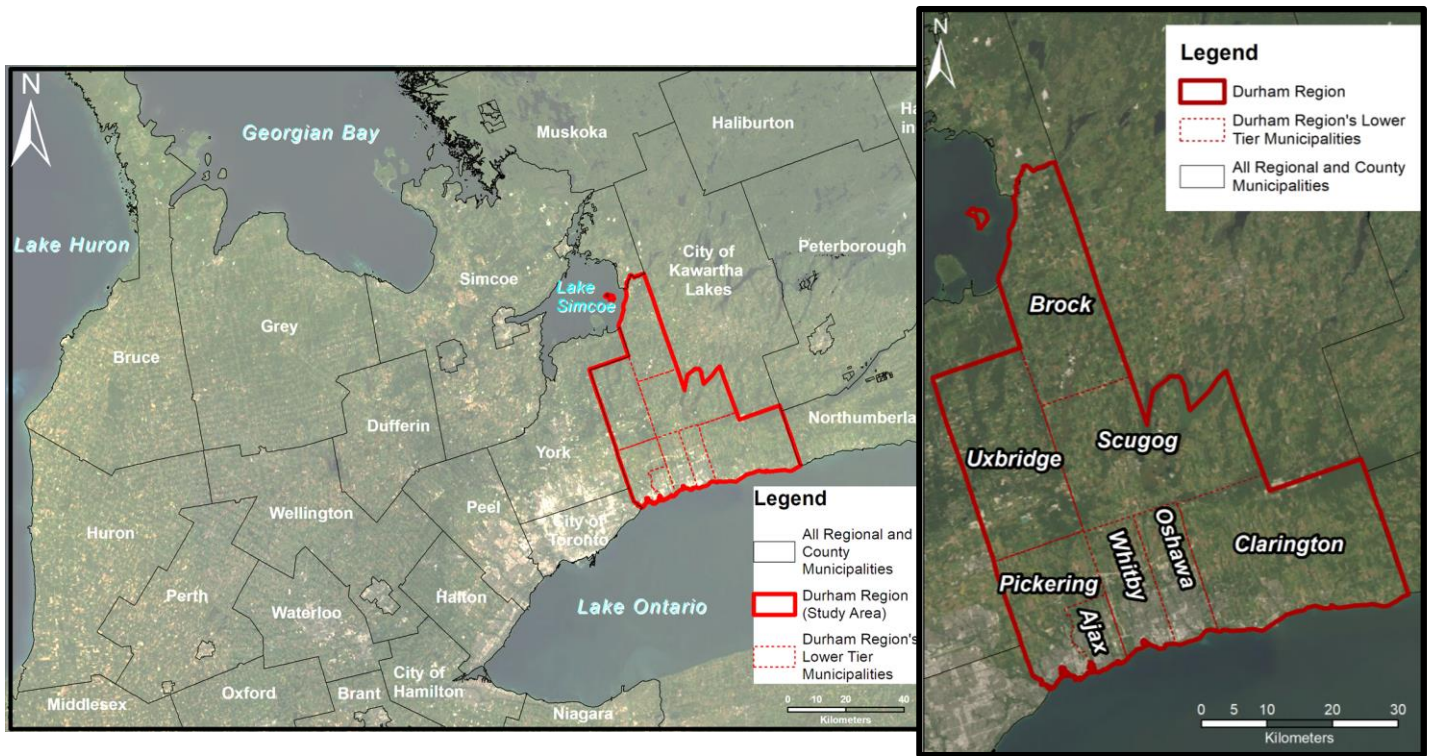 N
Georgian Bay
Muskoka
Haliburton
Ha
in
Lake Huron
Simcoe
City of
Kawartha
Lakes
Peterborough
Lake
Simcoe
Grey
Bruce
Dufferin
Northumberla
York
Huron
Wellington
Peel
City of
Toronto
Perth
Waterloo
Halton
Lake Ontario
Middlesex
Oxford
Brant
City of
Hamilton
Niagara
Legend
All Regional and
County
Municipalities
Durham Region
(Study Area)
Durham Region's
Lower Tier
Municipalities
0 20 40
Kilometers
N
Legend
Durham Region
Durham Region's Lower
Tier Municipalities
All Regional and County
Municipalities
Brock
Uxbridge
Scugog
Pickering
Ajax
Whitby
Oshawa
Clarington
0 5 10 20 30
Kilometers